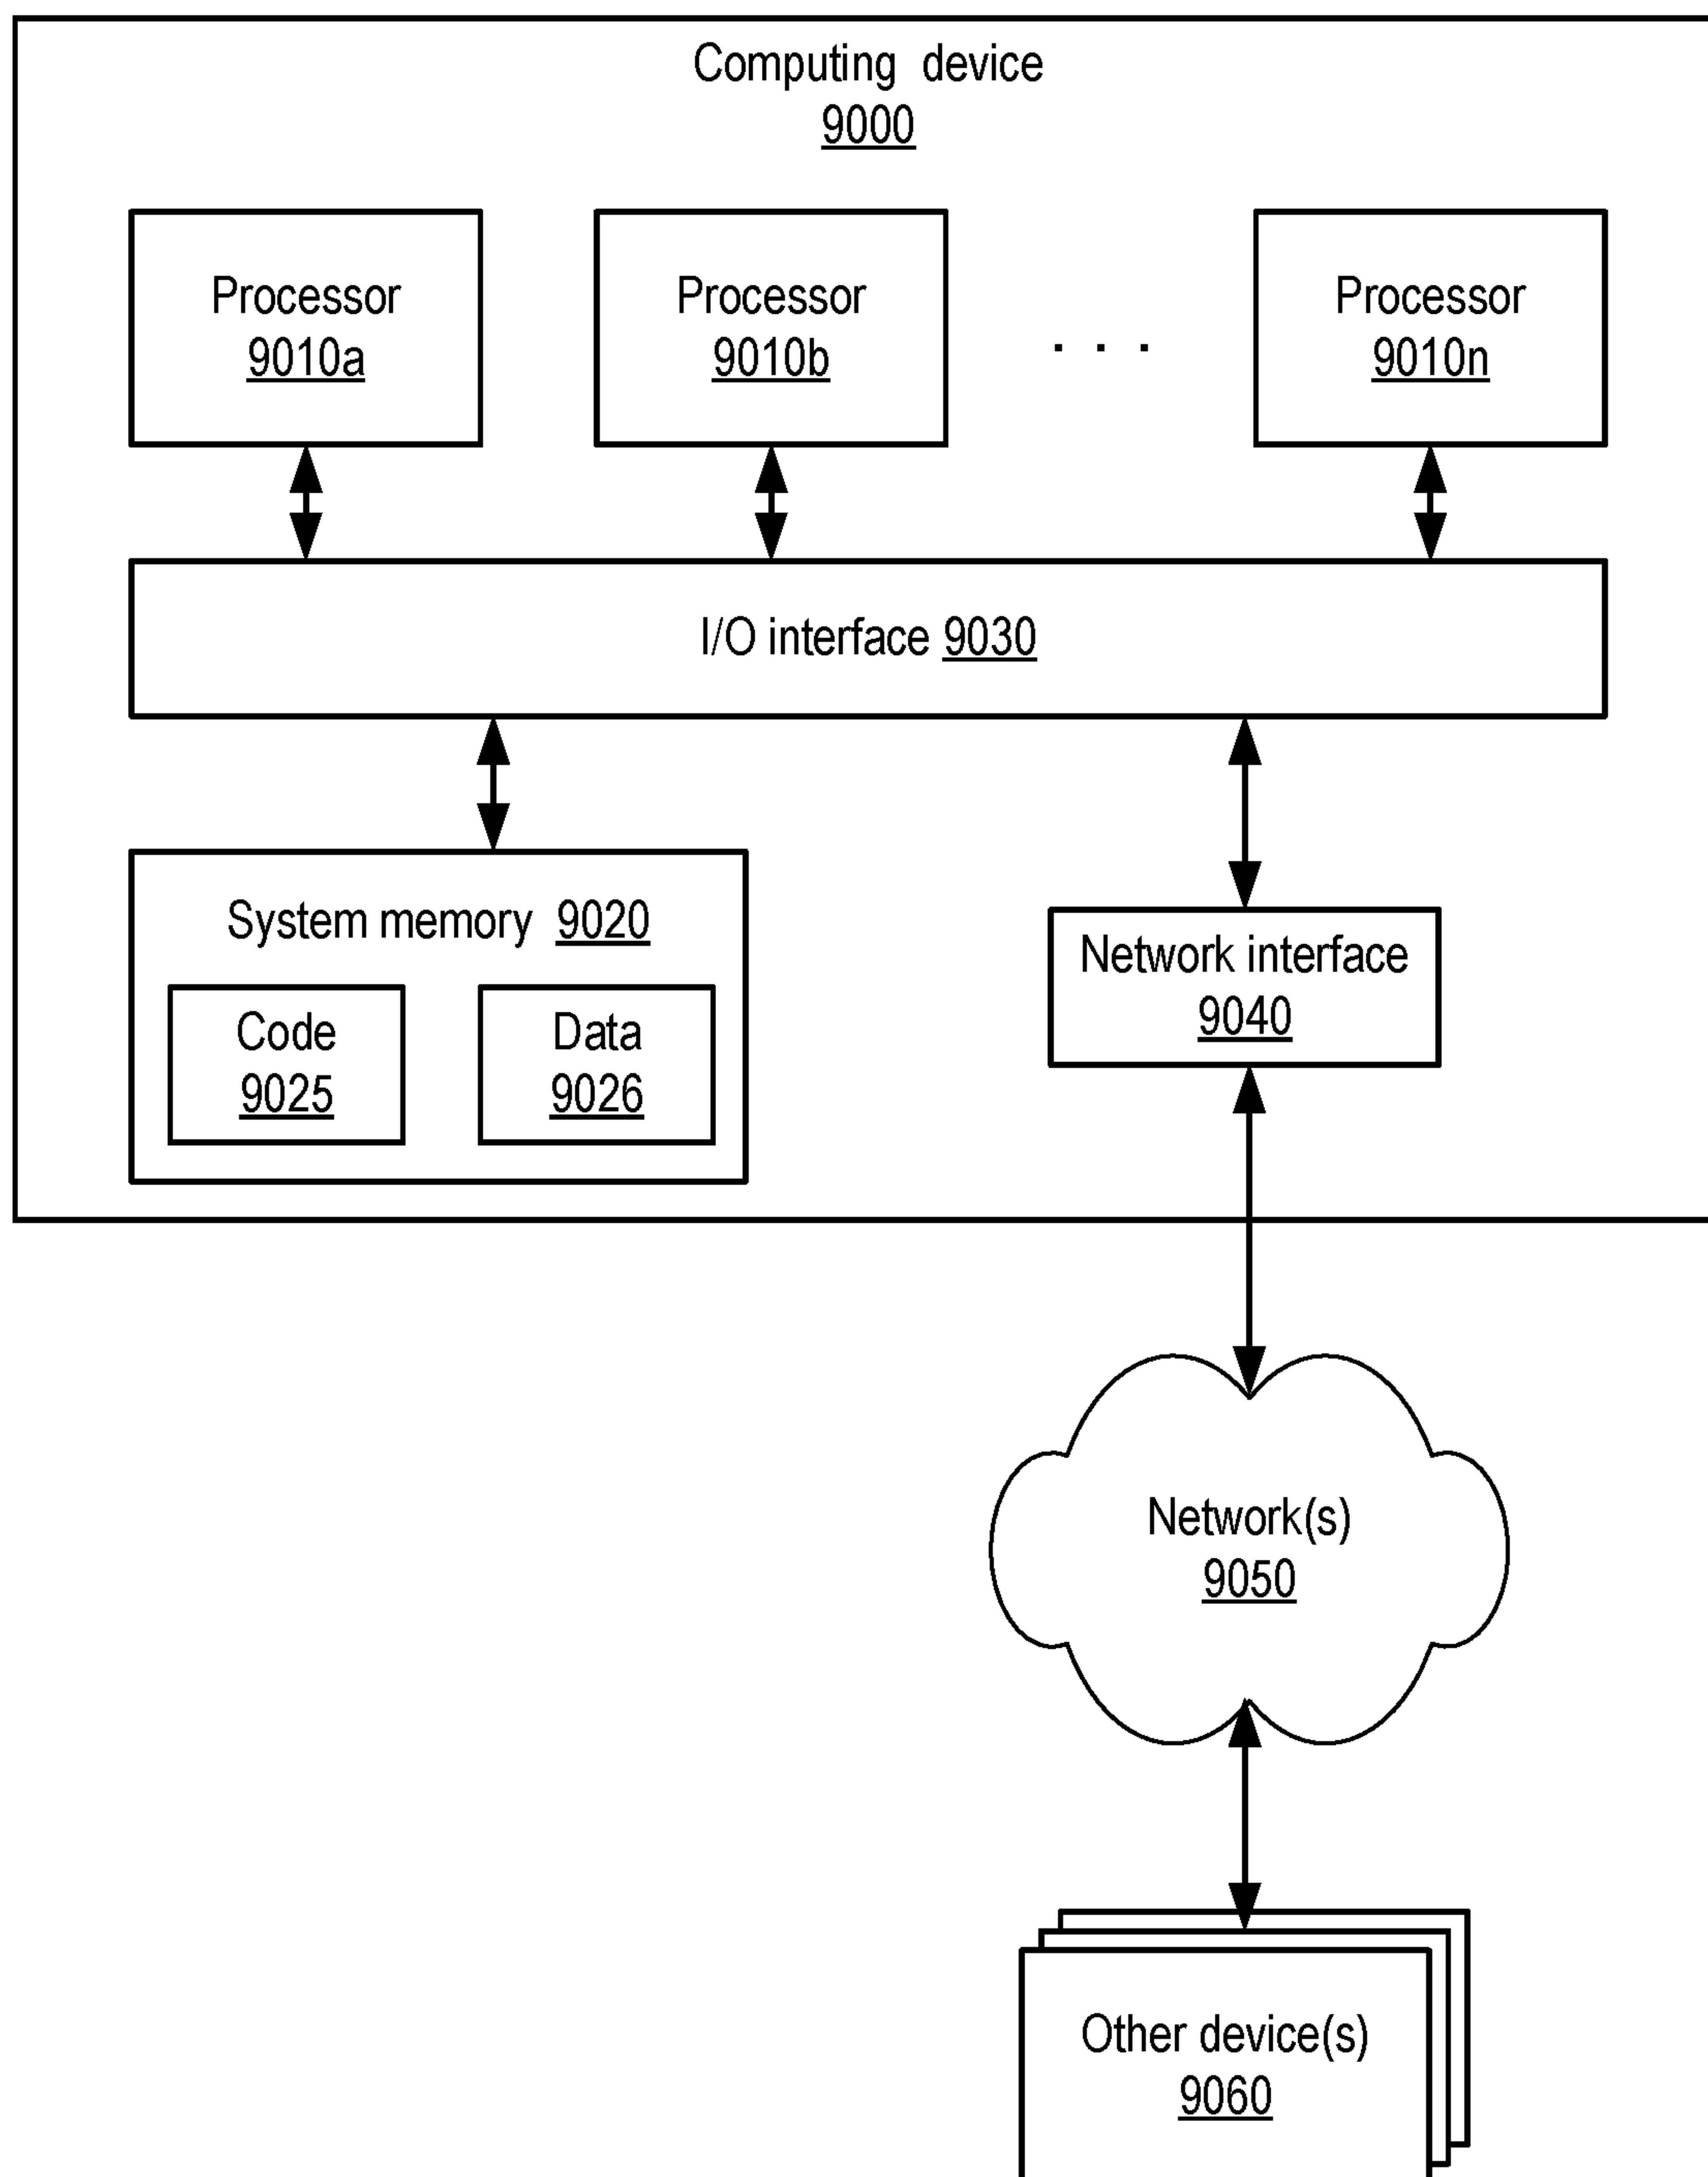 Computing device
9000
Processor
9010a
Processor
9010b
. . .
Processor
9010n
I/O interface 9030
System memory 9020
Code
9025
Data
9026
Network interface
9040
Network(s)
9050
Other device(s)
9060